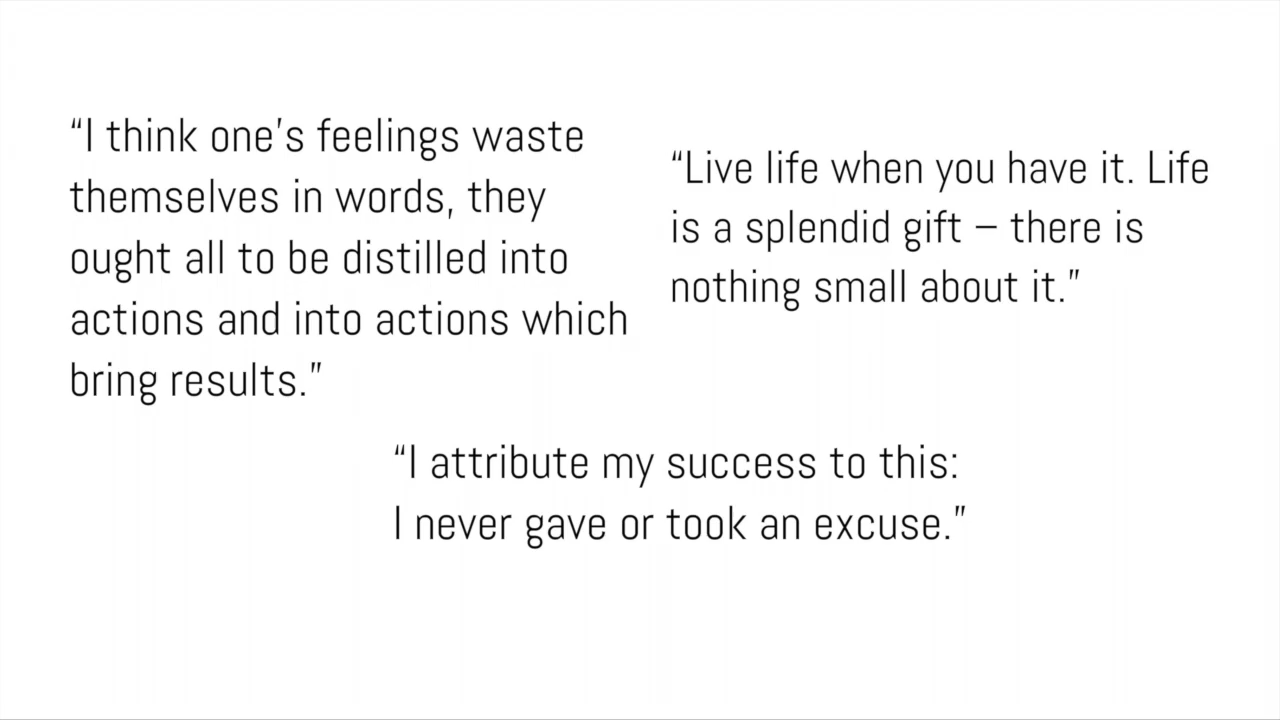 “I think one’s feelings waste
themselves in words, they
ought all to be distilled into
actions and into actions which
bring results.”
“Live life when you have it. Life
is a splendid gift – there is
nothing small about it.”
“I attribute my success to this:
I never gave or took an excuse.”